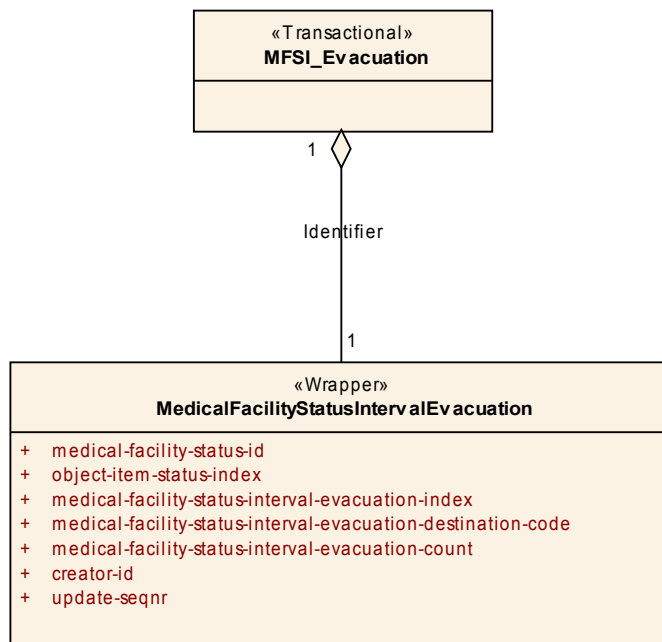 «Transactional»
MFSI_Evacuation
1
Identifier
1
«Wrapper»
MedicalFacilityStatusIntervalEvacuation
+ medical-facility-status-id
+ object-item-status-index
+ medical-facility-status-interval-evacuation-index
+ medical-facility-status-interval-evacuation-destination-code
+ medical-facility-status-interval-evacuation-count
+ creator-id
+ update-seqnr